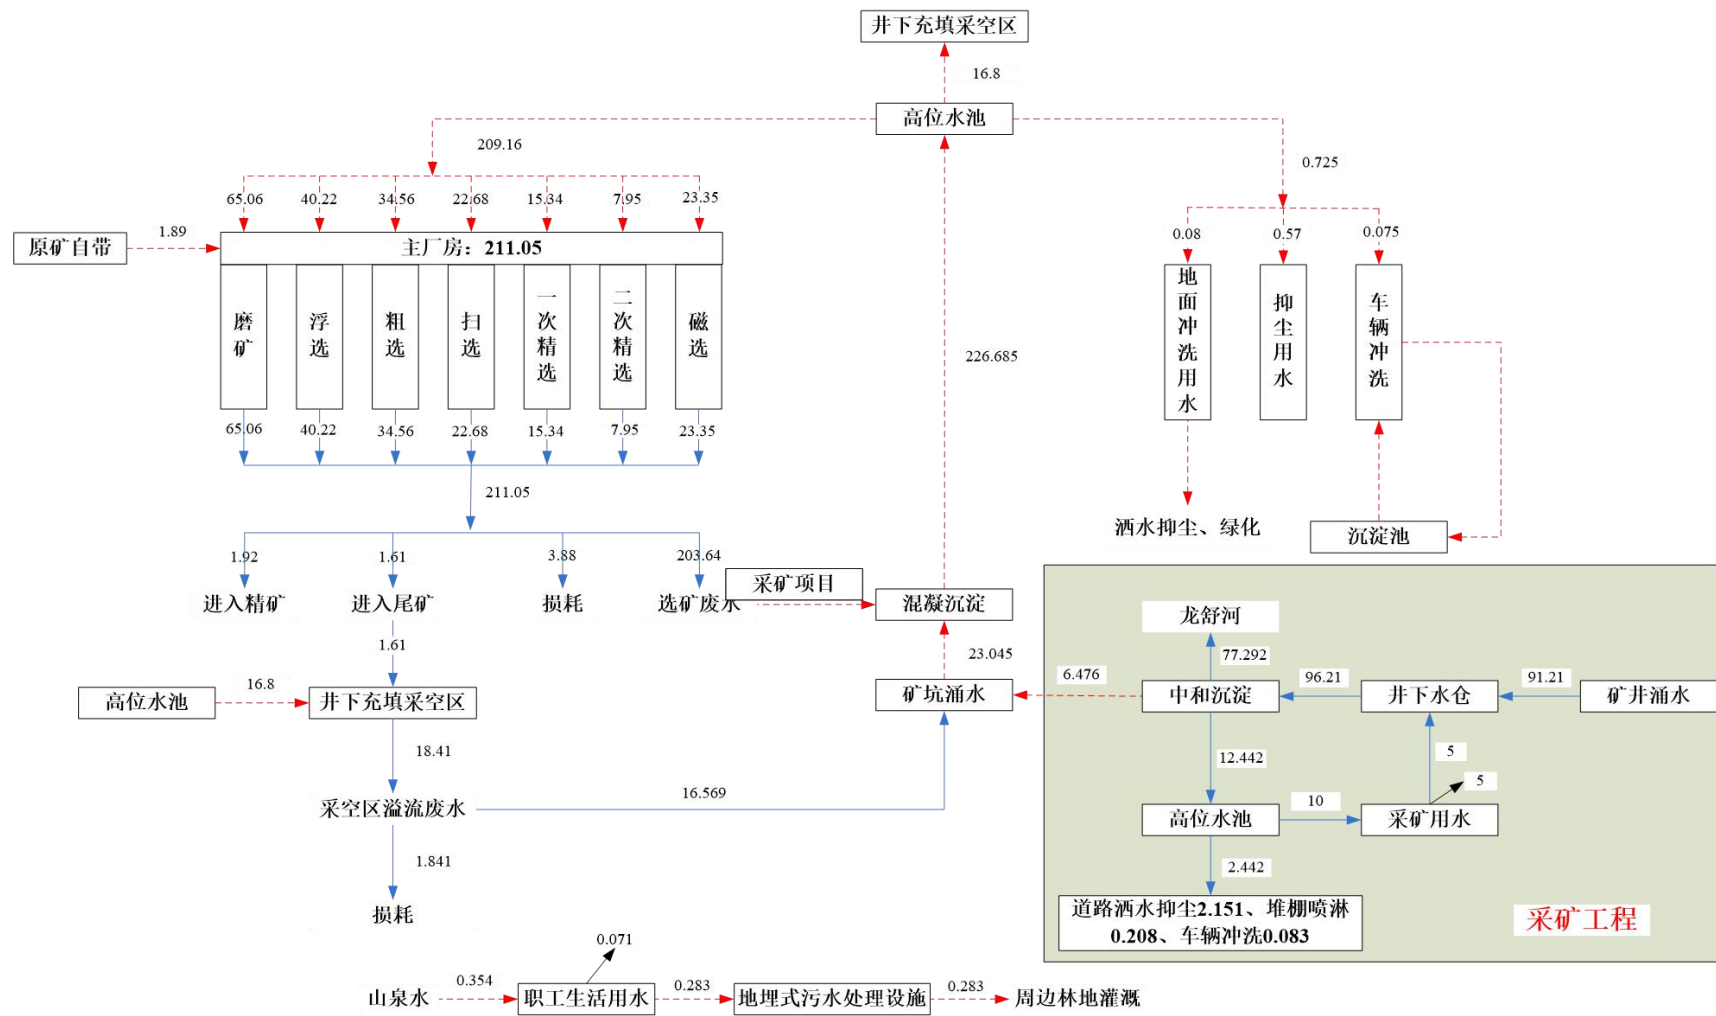 井下充填采空区
16.8
高位水池
209.16
0.725
65.06
40.22
34.56
22.68
15.34
7.95
23.35
原矿自带
1.89
主厂房：211.05
0.08
0.57
0.075
磨矿
浮选
粗选
扫选
一次精选
二次精选
磁选
地面冲洗用水
抑尘用水
车辆冲洗
226.685
65.06
40.22
34.56
22.68
15.34
7.95
23.35
211.05
洒水抑尘、绿化
沉淀池
1.92
1.61
3.88
203.64
进入精矿
进入尾矿
损耗
选矿废水
采矿项目
混凝沉淀
龙舒河
1.61
23.045
77.292
高位水池
16.8
井下充填采空区
矿坑涌水
6.476
中和沉淀
96.21
井下水仓
91.21
矿井涌水
18.41
12.442
5
5
采空区溢流废水
16.569
高位水池
10
采矿用水
1.841
2.442
损耗
道路洒水抑尘2.151、堆棚喷淋
0.208、车辆冲洗0.083
采矿工程
0.071
山泉水
0.354
职工生活用水
0.283
地埋式污水处理设施
0.283
周边林地灌溉